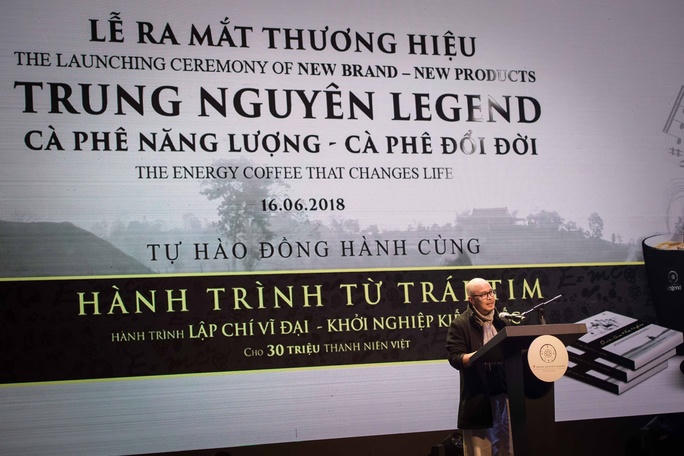 LỄ RA MẮT THƯƠNG HIỆU
THE LAUNCHING CEREMONY OF NEW BRAND – NEW PRODUCTS
TRUNG NGUYÊN LEGEND
CÀ PHÊ NĂNG LƯỢNG - CÀ PHÊ ĐỔI ĐỜI
THE ENERGY COFFEE THAT CHANGES LIFE
16.06.2018
TỰ HÀO ĐỒNG HÀNH CÙNG
HÀNH TRÌNH TỪ TRÁI TIM
HÀNH TRÌNH LẬP CHÍ VĨ ĐẠI - KHỞI NGHIỆP
CHO 30 TRIỆU THANH NIÊN VIỆT